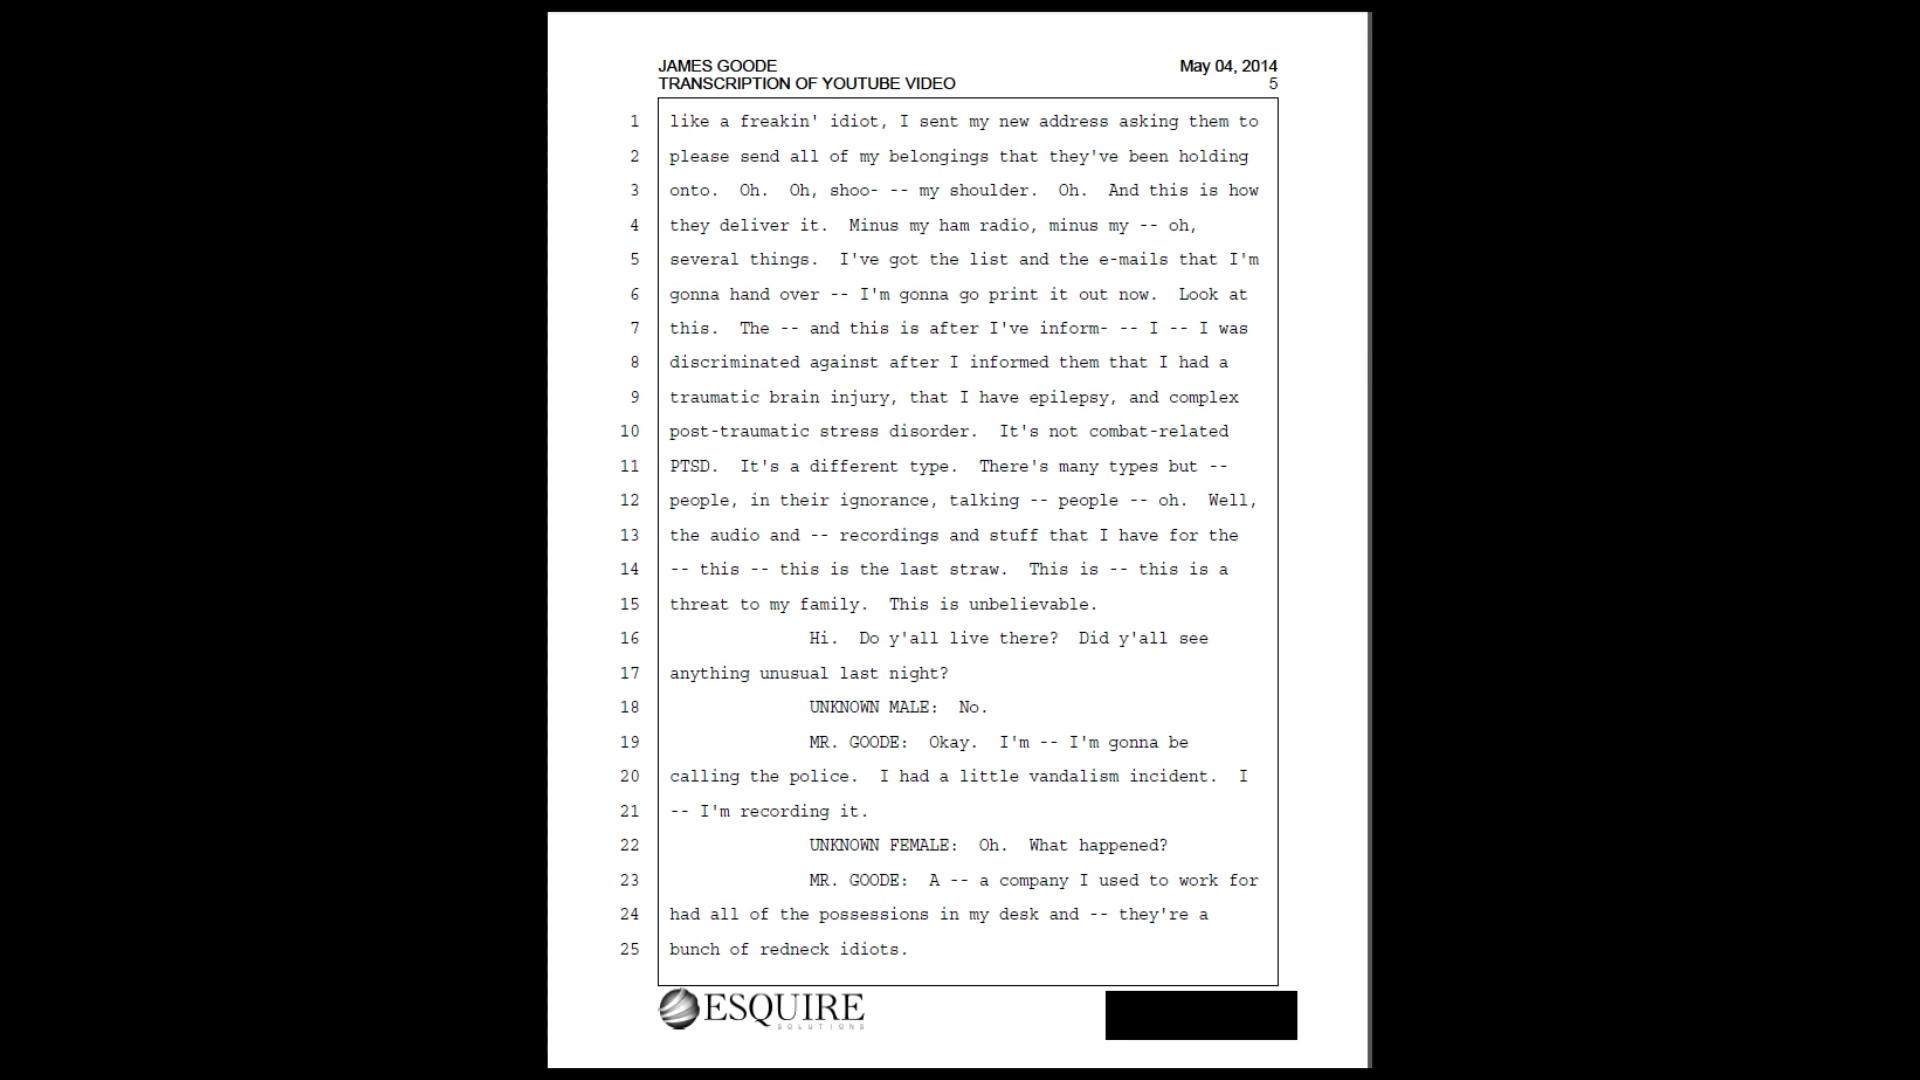 JAMES GOODE May 04, 2014
TRANSCRIPTION OF YOUTUBE VIDEO 5
1 like a freakin' idiot, I sent my new address asking them to
2 please send all of my belongings that they've been holding
3 onto. Oh. Oh, shoo- -- my shoulder. Oh. And this is how
4 they deliver it. Minus my ham radio, minus my -- oh,
5 several things. I've got the list and the e-mails that I'm
6 gonna hand over -- I'm gonna go print it out now. Look at
7 this. The -- and this is after I've inform- -- I -- I was
8 discriminated against after I informed them that I had a
9 traumatic brain injury, that I have epilepsy, and complex
10 post-traumatic stress disorder. It's not combat-related
11 PTSD. It's a different type. There's many types but --
12 people, in their ignorance, talking -- people -- oh. Well,
13 the audio and -- recordings and stuff that I have for the
14 -- this -- this is the last straw. This is -- this is a
15 threat to my family. This is unbelievable.
16 Hi. Do y'all live there? Did y'all see
17 anything unusual last night?
18 UNKNOWN MALE: No.
19 MR. GOODE: Okay. I'm -- I'm gonna be
20 calling the police. I had a little vandalism incident. I
21 -- I'm recording it.
22 UNKNOWN FEMALE: Oh. What happened?
23 MR. GOODE: A -- a company I used to work for
24 had all of the possessions in my desk and -- they're a
25 bunch of redneck idiots.
ESQUIRE
SOLUTIONS